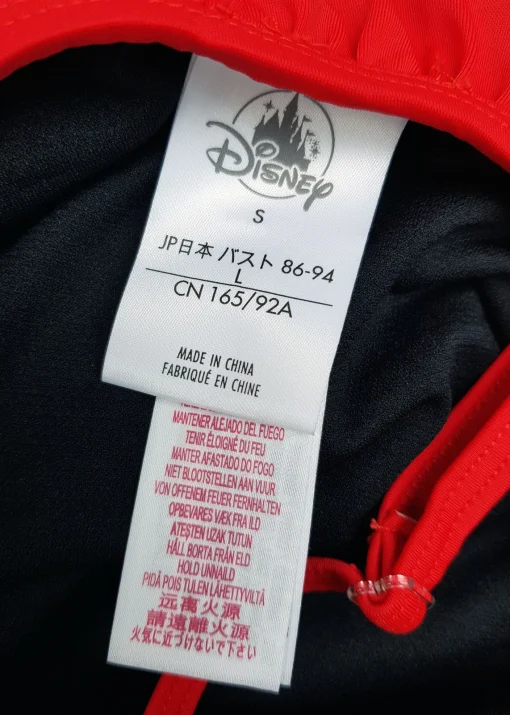 Disney
S
JP日本 バスト 86-94
L
CN 165/92A
MADE IN CHINA
FABRIQUÉ EN CHINE
MANTENER ALEJADO DEL FUEGO
TENIR ÉLOIGNÉ DU FEU
MANTER AFASTADO DO FOGO
NIET BLOOTSTELLEN AAN VUUR
VON OFFENEM FEUER FERNHALTEN
OPBEVARES VÆK FRA ILD
ATEŞTEN UZAK TUTUN
HÅLL BORTA FRÅN ELD
HOLD UNNAILD
PIDÄ POIS TULEN LÄHETTYVILTÄ
远离火源
請遠離火源
火気に近づけないで下さい